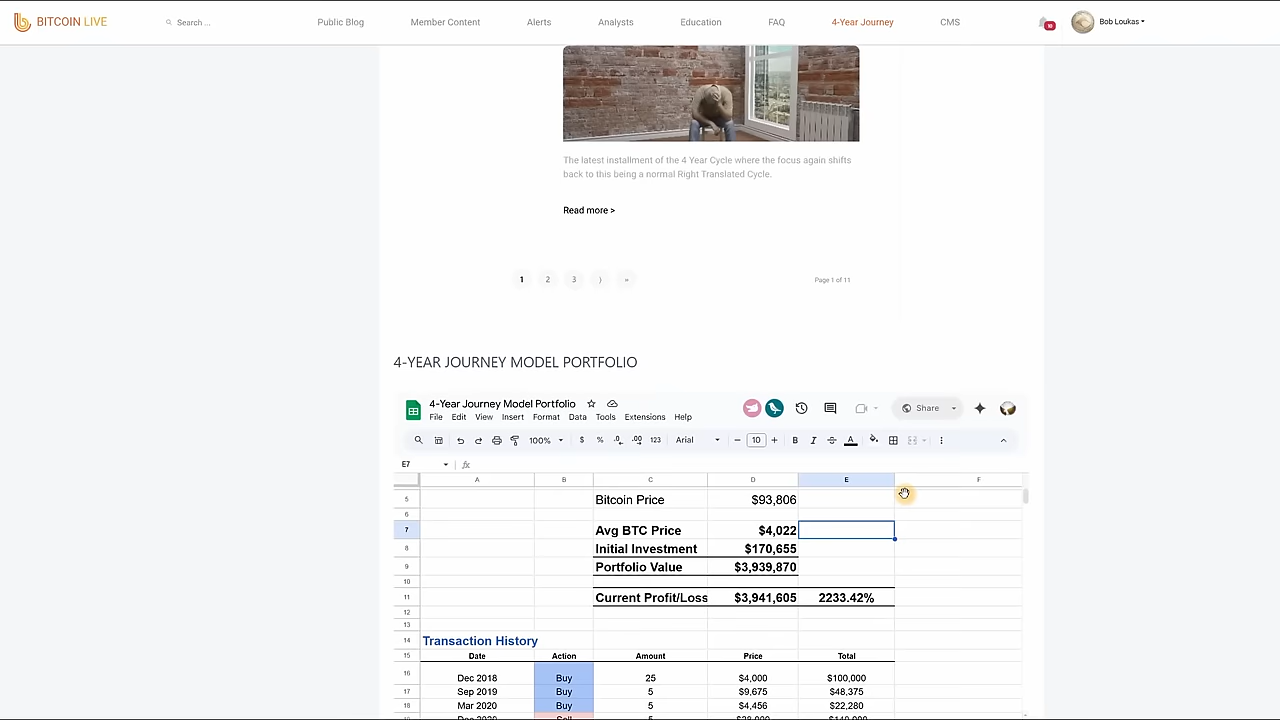 BITCOIN LIVE
Search ...
Public Blog
Member Content
Alerts
Analysts
Education
FAQ
4-Year Journey
CMS
Bob Loukas
The latest installment of the 4 Year Cycle where the focus again shifts
back to this being a normal Right Translated Cycle.
Read more >
1 2 3 ) »
Page 1 of 11
4-YEAR JOURNEY MODEL PORTFOLIO
4-Year Journey Model Portfolio
File Edit View Insert Format Data Tools Extensions Help
Share
100% $ % .0 .00 123 Arial − 10 + B I A
E7 fx
A B C D E F
5 Bitcoin Price $93,806
6
7 Avg BTC Price $4,022
8 Initial Investment $170,655
9 Portfolio Value $3,939,870
10
11 Current Profit/Loss $3,941,605 2233.42%
12
13
14 Transaction History
15 Date Action Amount Price Total
16 Dec 2018 Buy 25 $4,000 $100,000
17 Sep 2019 Buy 5 $9,675 $48,375
18 Mar 2020 Buy 5 $4,456 $22,280